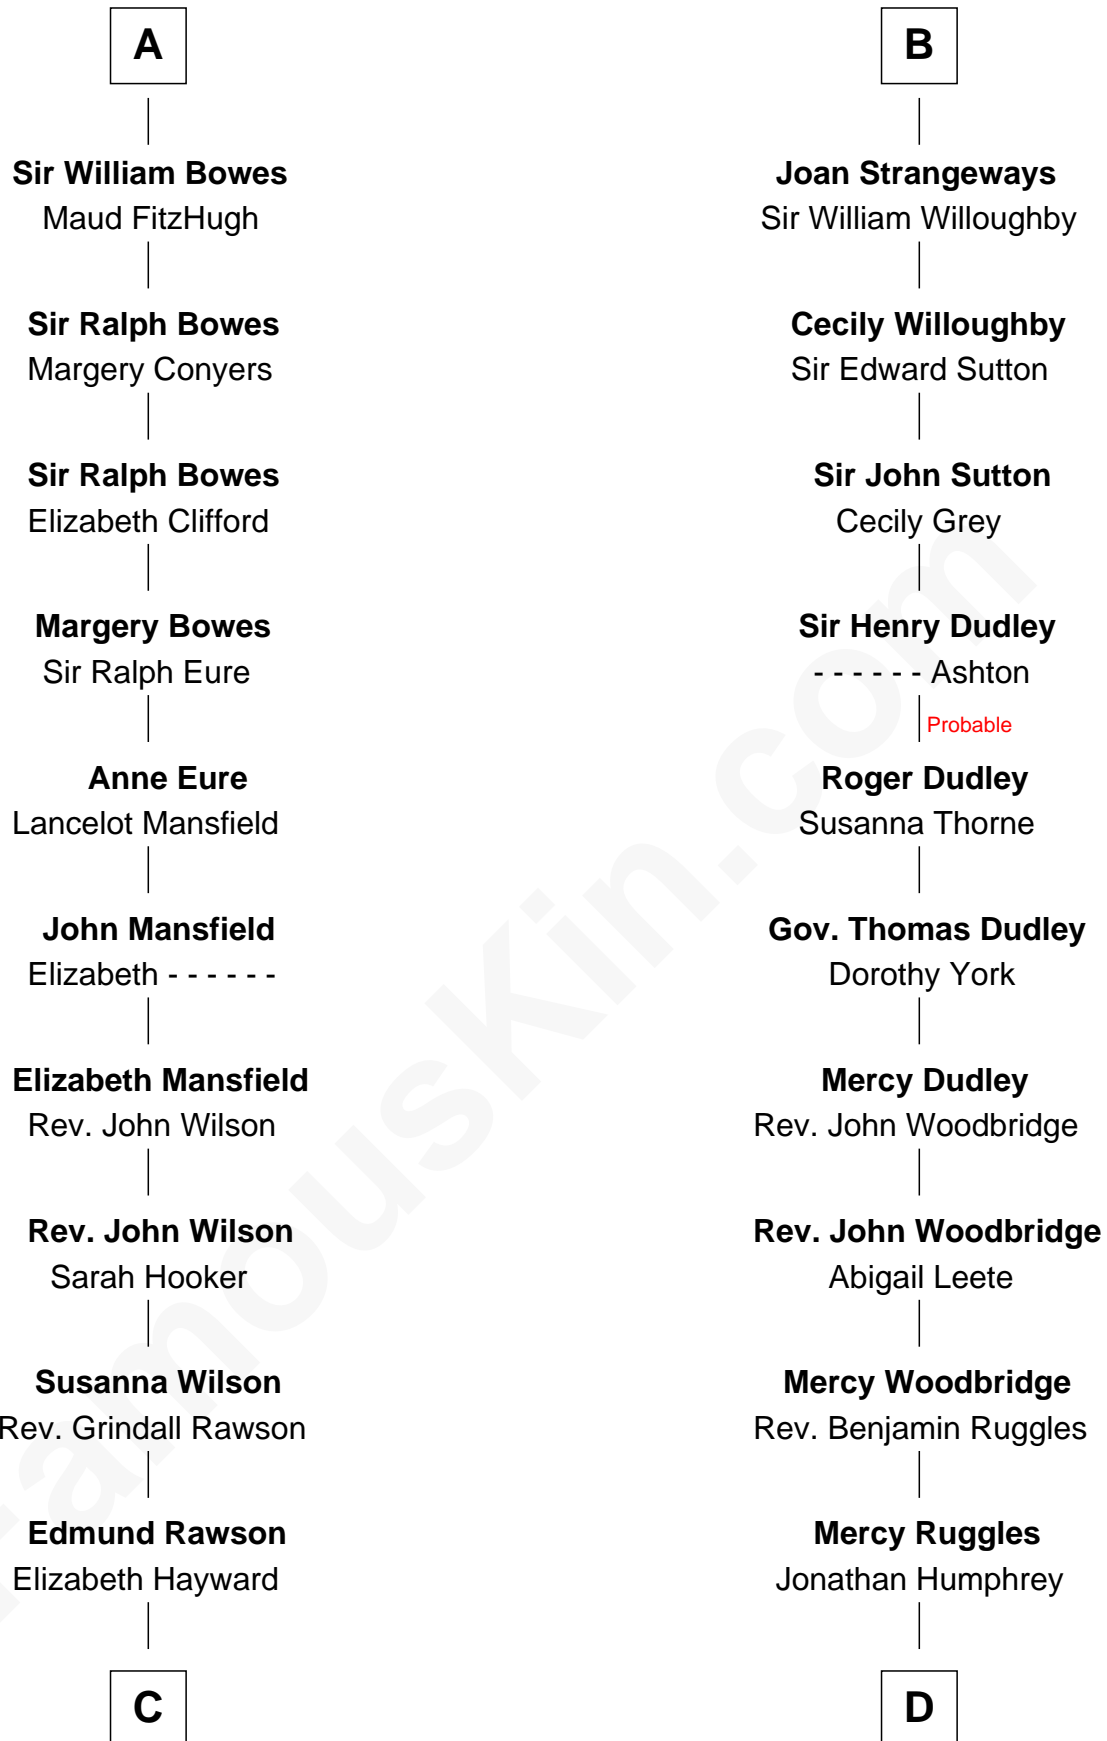 A
Sir William Bowes
Maud FitzHugh
Sir Ralph Bowes
Margery Conyers
Sir Ralph Bowes
Elizabeth Clifford
Margery Bowes
Sir Ralph Eure
Anne Eure
Lancelot Mansfield
John Mansfield
Elizabeth - - - - - -
Elizabeth Mansfield
Rev. John Wilson
Rev. John Wilson
Sarah Hooker
Susanna Wilson
Rev. Grindall Rawson
Edmund Rawson
Elizabeth Hayward
C
B
Joan Strangeways
Sir William Willoughby
Cecily Willoughby
Sir Edward Sutton
Sir John Sutton
Cecily Grey
Sir Henry Dudley
- - - - - - Ashton
Probable
Roger Dudley
Susanna Thorne
Gov. Thomas Dudley
Dorothy York
Mercy Dudley
Rev. John Woodbridge
Rev. John Woodbridge
Abigail Leete
Mercy Woodbridge
Rev. Benjamin Ruggles
Mercy Ruggles
Jonathan Humphrey
D
FamousKin.com